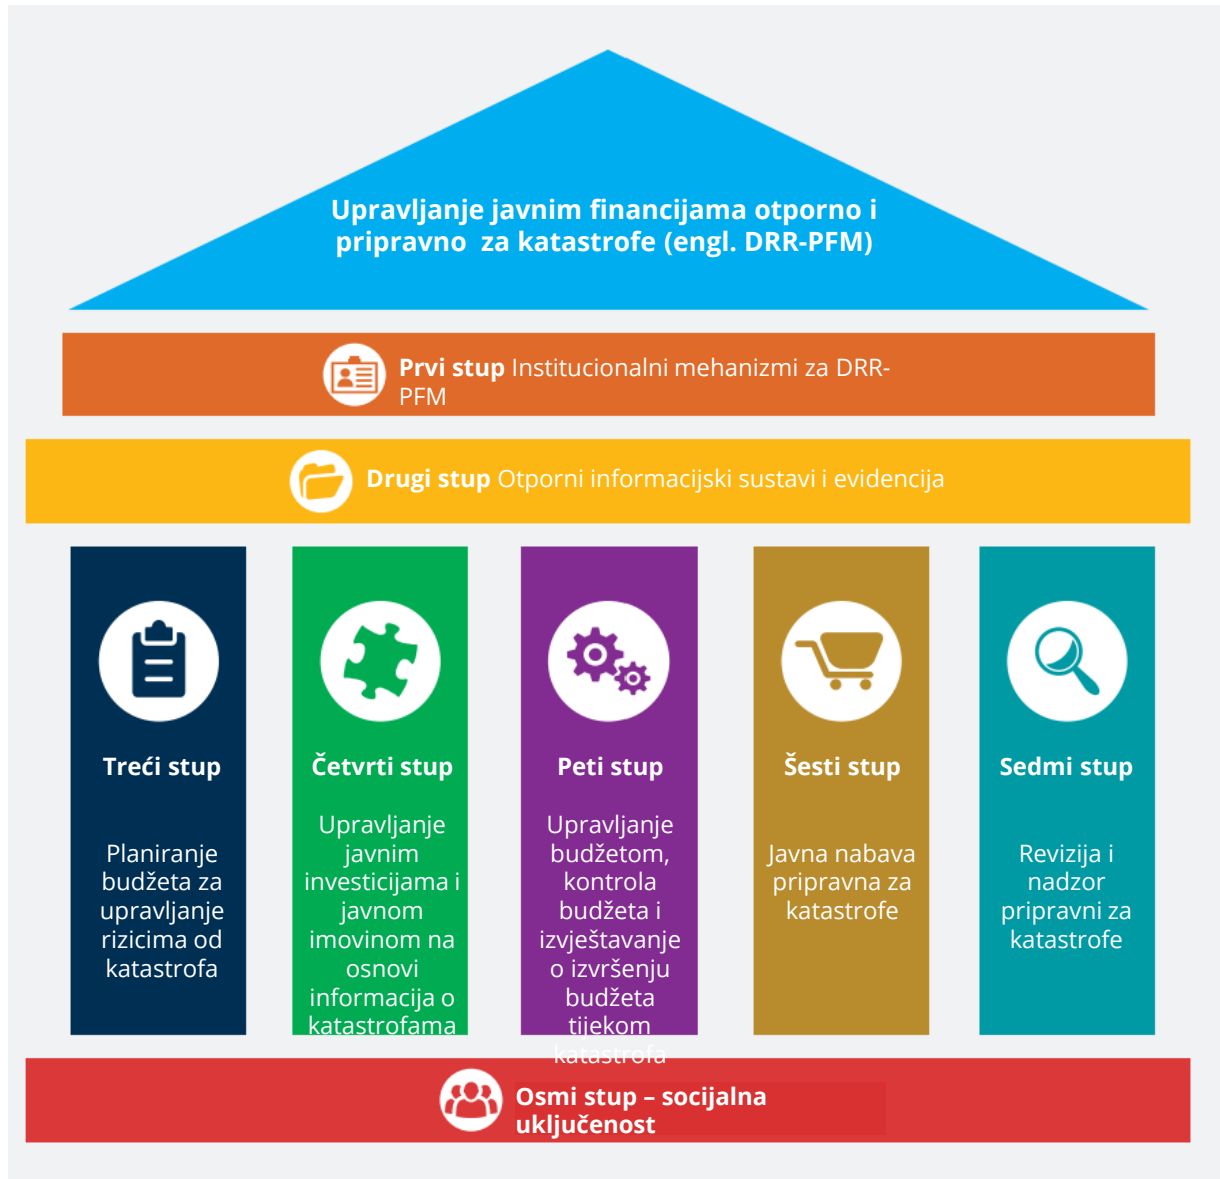 Upravljanje javnim financijama otporno i
pripravno za katastrofe (engl. DRR-PFM)
Prvi stup Institucionalni mehanizmi za DRR-
PFM
Drugi stup Otporni informacijski sustavi i evidencija
Treći stup
Planiranje
budžeta za
upravljanje
rizicima od
katastrofa
Četvrti stup
Upravljanje
javnim
investicijama i
javnom
imovinom na
osnovi
informacija o
katastrofama
Peti stup
Upravljanje
budžetom,
kontrola
budžeta i
izvještavanje
o izvršenju
budžeta
tijekom
katastrofa
Šesti stup
Javna nabava
pripravna za
katastrofe
Sedmi stup
Revizija i
nadzor
pripravni za
katastrofe
Osmi stup – socijalna
uključenost